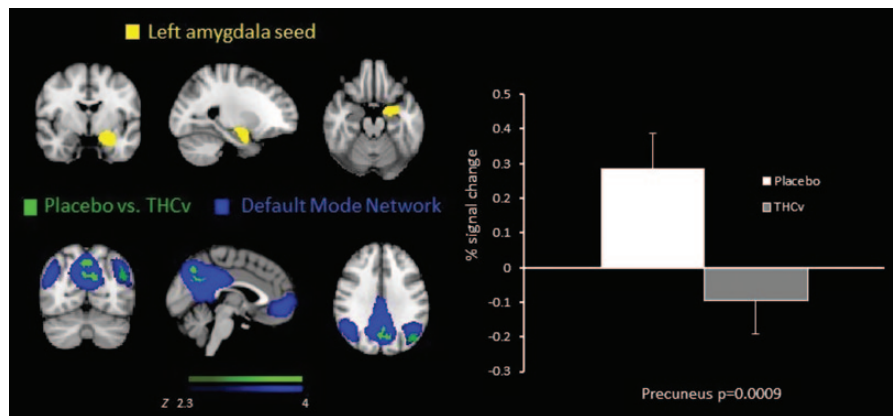 Left amygdala seed
Placebo vs. THCv
Default Mode Network
Z 2.3
4
% signal change
0.5
0.4
0.3
0.2
0.1
0
-0.1
-0.2
-0.3
Placebo
THCv
Precuneus p=0.0009